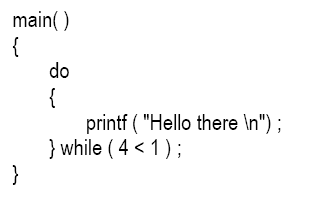 main( )
{
do
{
printf ( "Hello there \n") ;
} while ( 4 < 1 ) ;
}